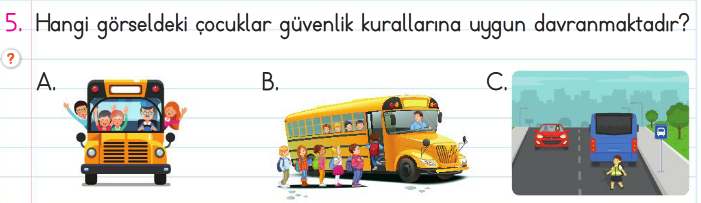 5. Hangi görseldeki çocuklar güvenlik kurallarına uygun davranmaktadır?
?
A. B. C.